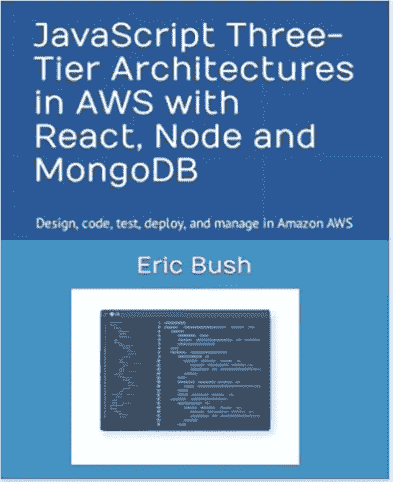 JavaScript Three-
Tier Architectures
in AWS with
React, Node and
MongoDB
Design, code, test, deploy, and manage in Amazon AWS
Eric Bush